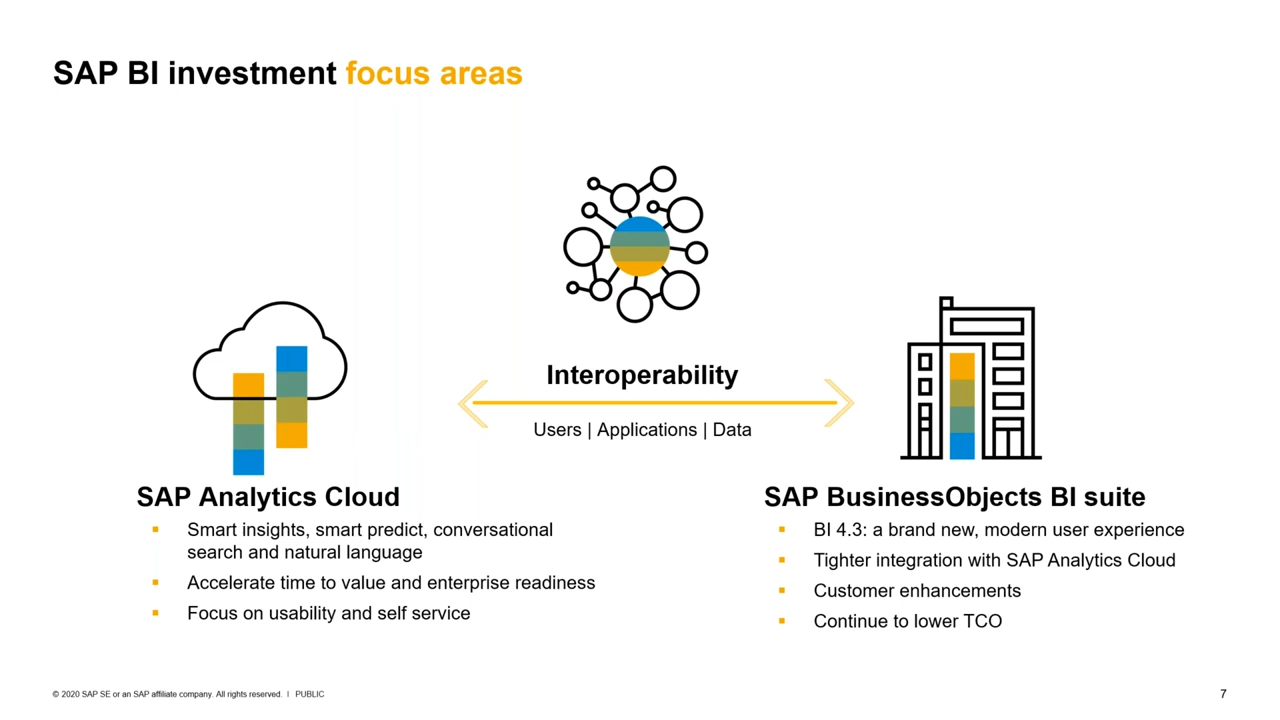 SAP BI investment focus areas
Interoperability
Users | Applications | Data
SAP Analytics Cloud
▪ Smart insights, smart predict, conversational
search and natural language
▪ Accelerate time to value and enterprise readiness
▪ Focus on usability and self service
SAP BusinessObjects BI suite
▪ BI 4.3: a brand new, modern user experience
▪ Tighter integration with SAP Analytics Cloud
▪ Customer enhancements
▪ Continue to lower TCO
© 2020 SAP SE or an SAP affiliate company. All rights reserved. | PUBLIC
7